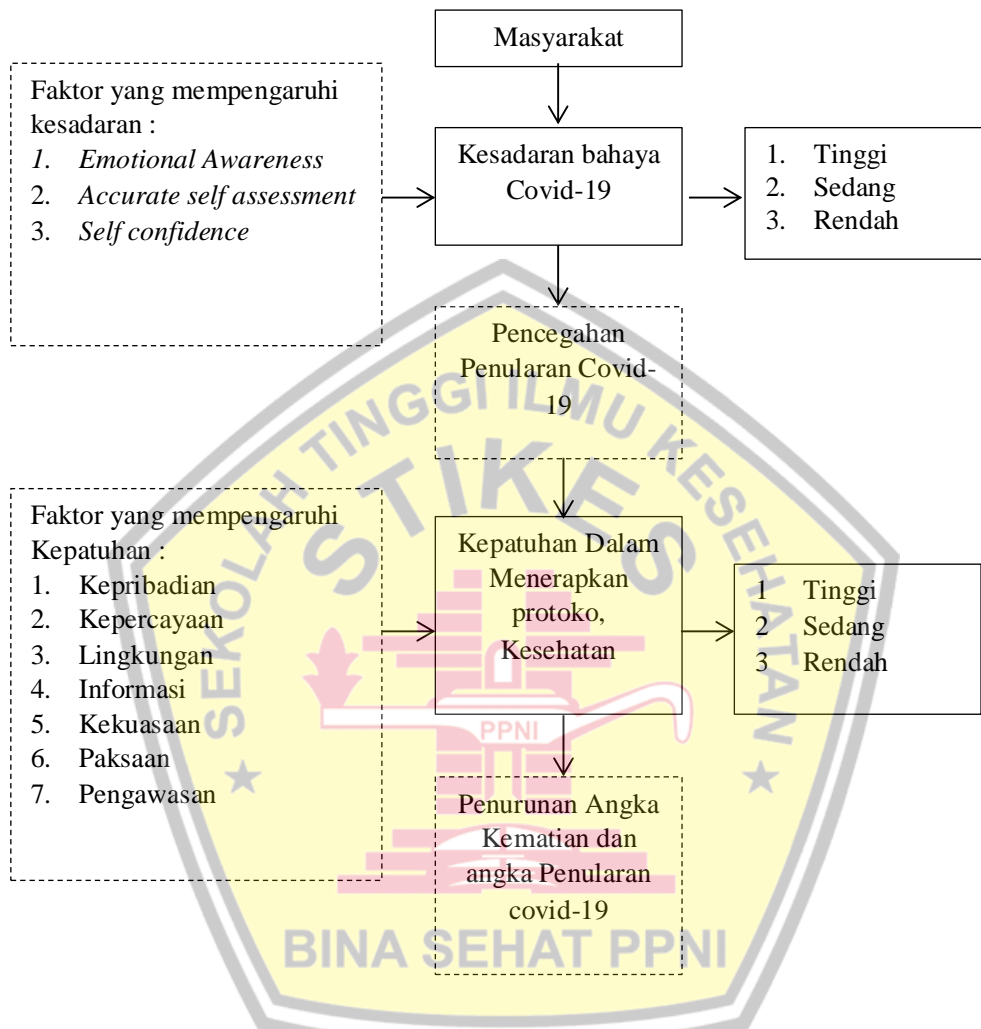 Masyarakat
Faktor yang mempengaruhi
kesadaran :
1. Emotional Awareness
2. Accurate self assessment
3. Self confidence
Kesadaran bahaya
Covid-19
1. Tinggi
2. Sedang
3. Rendah
Pencegahan
Penularan Covid-
19
Faktor yang mempengaruhi
Kepatuhan :
1. Kepribadian
2. Kepercayaan
3. Lingkungan
4. Informasi
5. Kekuasaan
6. Paksaan
7. Pengawasan
Kepatuhan Dalam
Menerapkan
protoko,
Kesehatan
1 Tinggi
2 Sedang
3 Rendah
Penurunan Angka
Kematian dan
angka Penularan
covid-19
SEKOLAH TINGGI ILMU KESEHATAN
STIKES
PPNI
BINA SEHAT PPNI